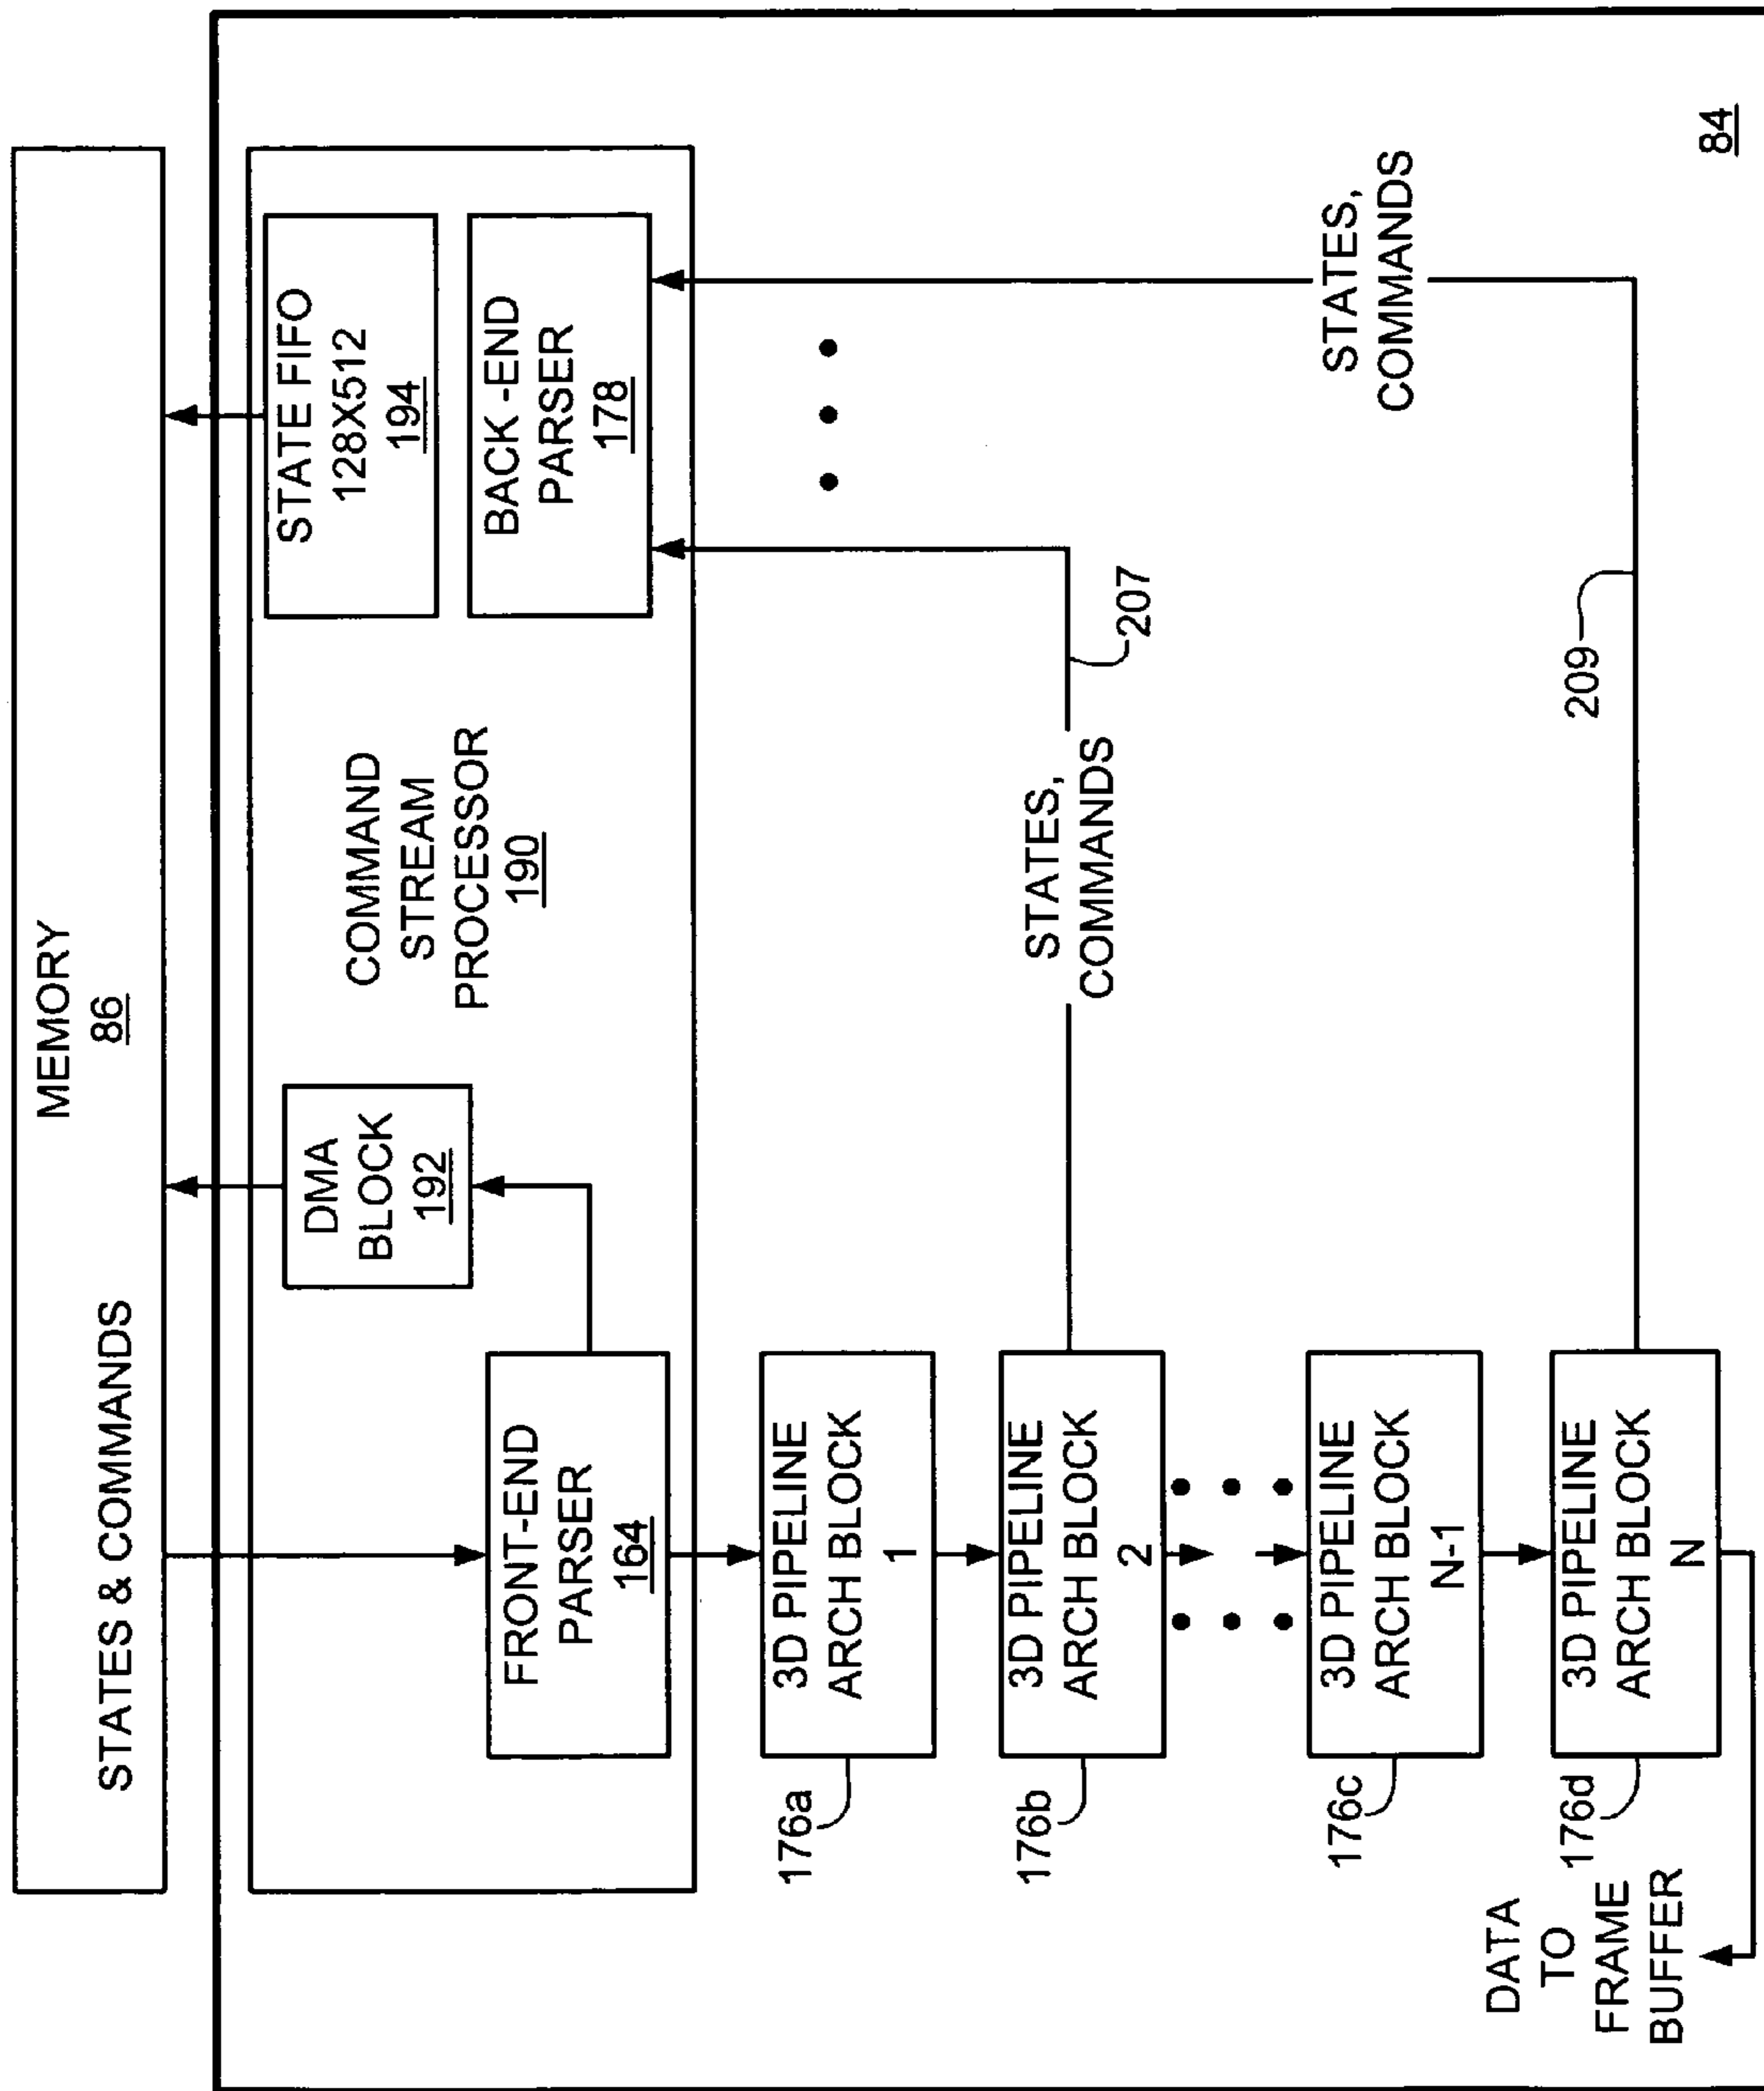 MEMORY
86
STATES & COMMANDS
DMA
BLOCK
192
COMMAND
STREAM
PROCESSOR
190
STATE FIFO
128X512
194
BACK-END
PARSER
178
FRONT-END
PARSER
164
3D PIPELINE
ARCH BLOCK
1
176a
3D PIPELINE
ARCH BLOCK
2
176b
STATES,
COMMANDS
207
3D PIPELINE
ARCH BLOCK
N-1
176c
3D PIPELINE
ARCH BLOCK
N
176d
STATES,
COMMANDS
209
DATA
TO
FRAME
BUFFER
84